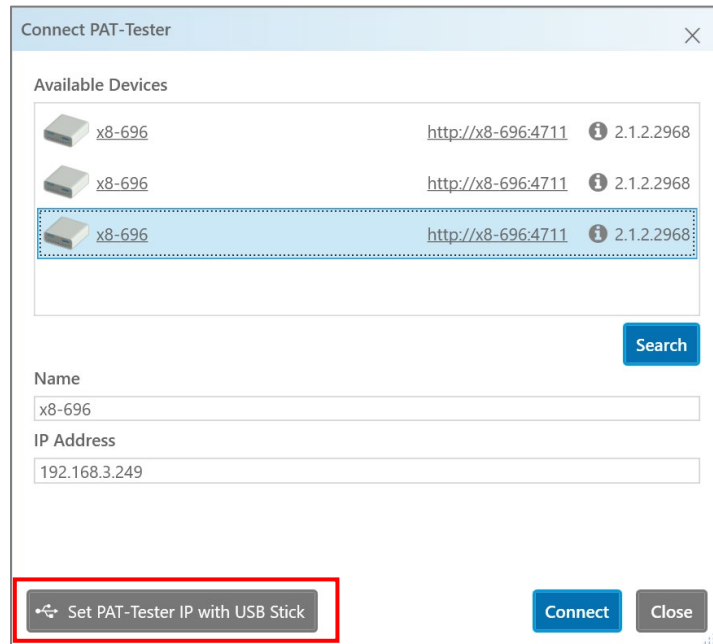 Connect PAT-Tester
Available Devices
x8-696 http://x8-696:4711 2.1.2.2968
x8-696 http://x8-696:4711 2.1.2.2968
x8-696 http://x8-696:4711 2.1.2.2968
Search
Name
x8-696
IP Address
192.168.3.249
Set PAT-Tester IP with USB Stick Connect Close